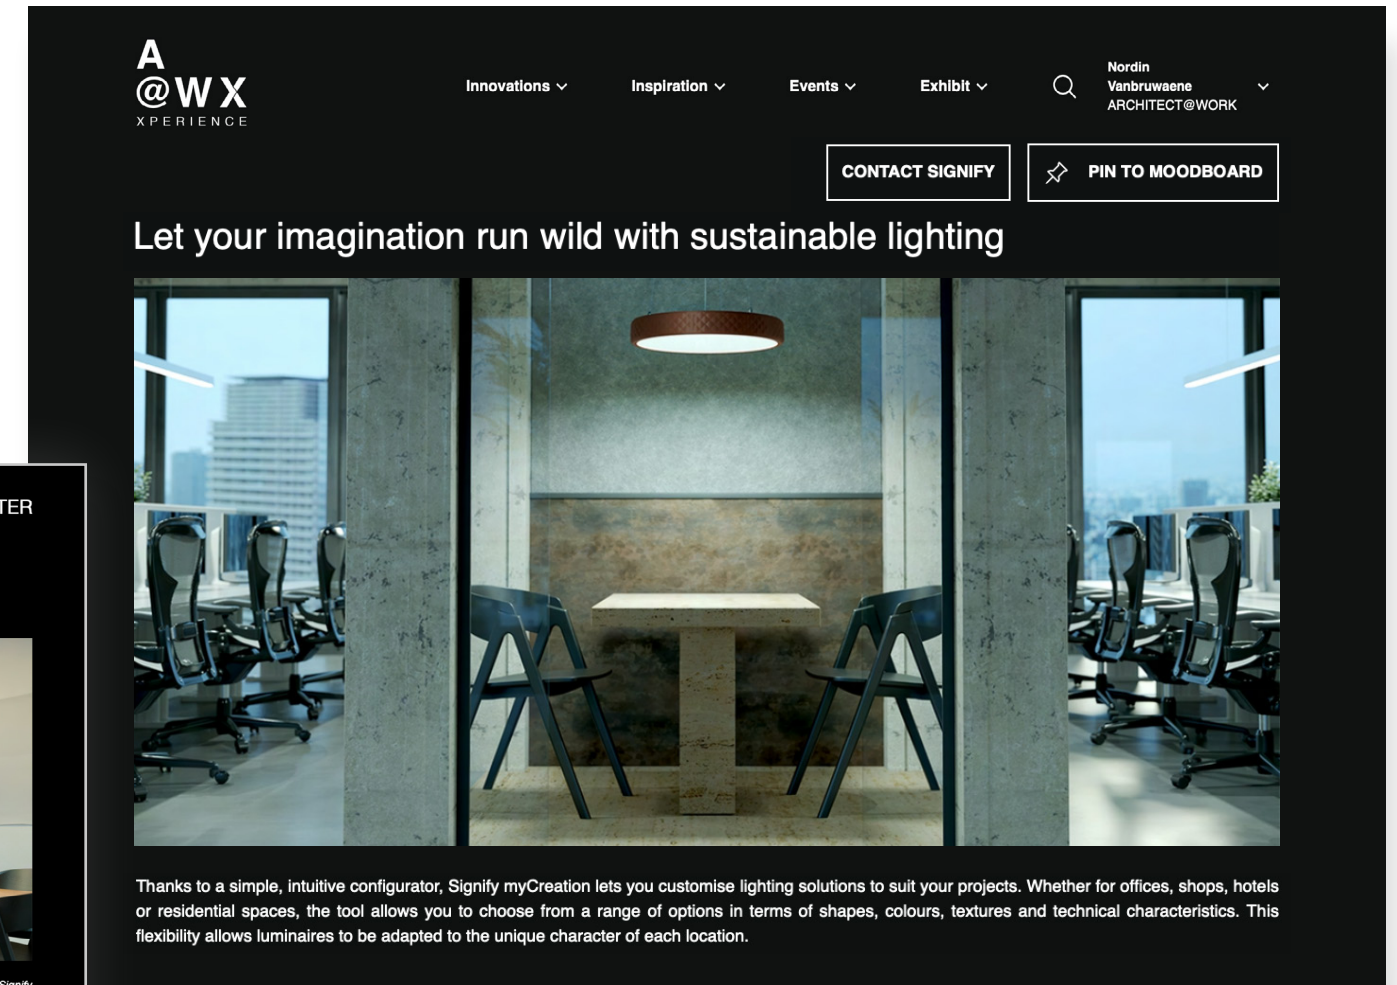 A
@WX
XPERIENCE
Innovations
Inspiration
Events
Exhibit
Nordin
Vanbruwaene
ARCHITECT@WORK
CONTACT SIGNIFY
PIN TO MOODBOARD
Let your imagination run wild with sustainable lighting
TER
Thanks to a simple, intuitive configurator, Signify myCreation lets you customise lighting solutions to suit your projects. Whether for offices, shops, hotels
or residential spaces, the tool allows you to choose from a range of options in terms of shapes, colours, textures and technical characteristics. This
flexibility allows luminaires to be adapted to the unique character of each location.
Signify